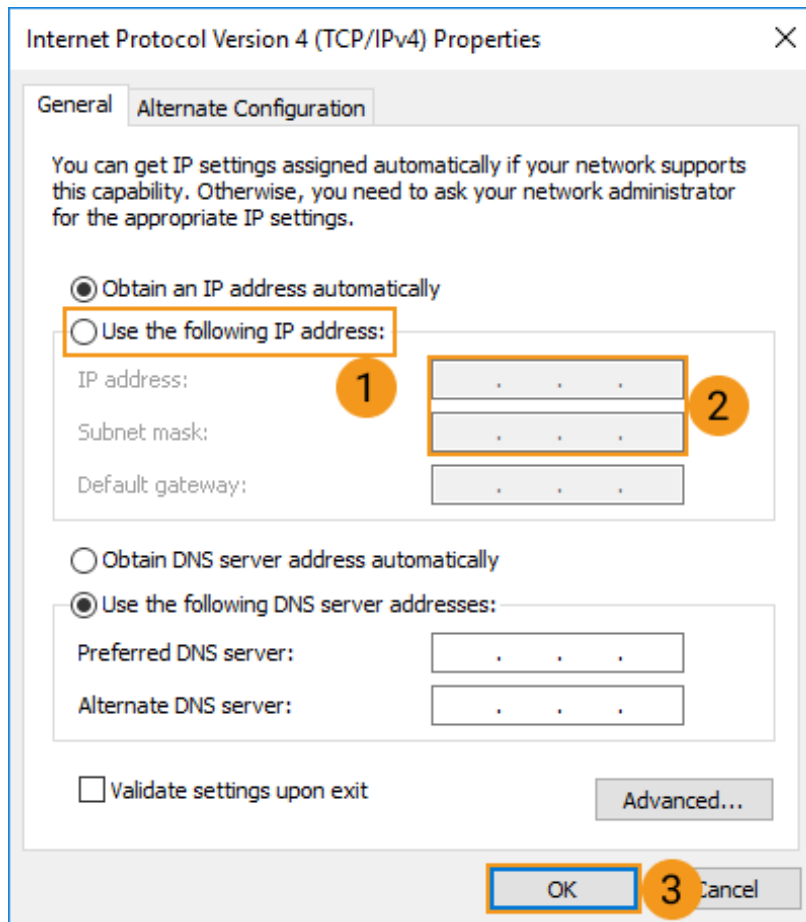 Internet Protocol Version 4 (TCP/IPv4) Properties
General
Alternate Configuration
You can get IP settings assigned automatically if your network supports
this capability. Otherwise, you need to ask your network administrator
for the appropriate IP settings.
Obtain an IP address automatically
Use the following IP address:
1
IP address: . . .
2
Subnet mask: . . .
Default gateway: . . .
Obtain DNS server address automatically
Use the following DNS server addresses:
Preferred DNS server: . . .
Alternate DNS server: . . .
Validate settings upon exit
Advanced...
OK
3
Cancel